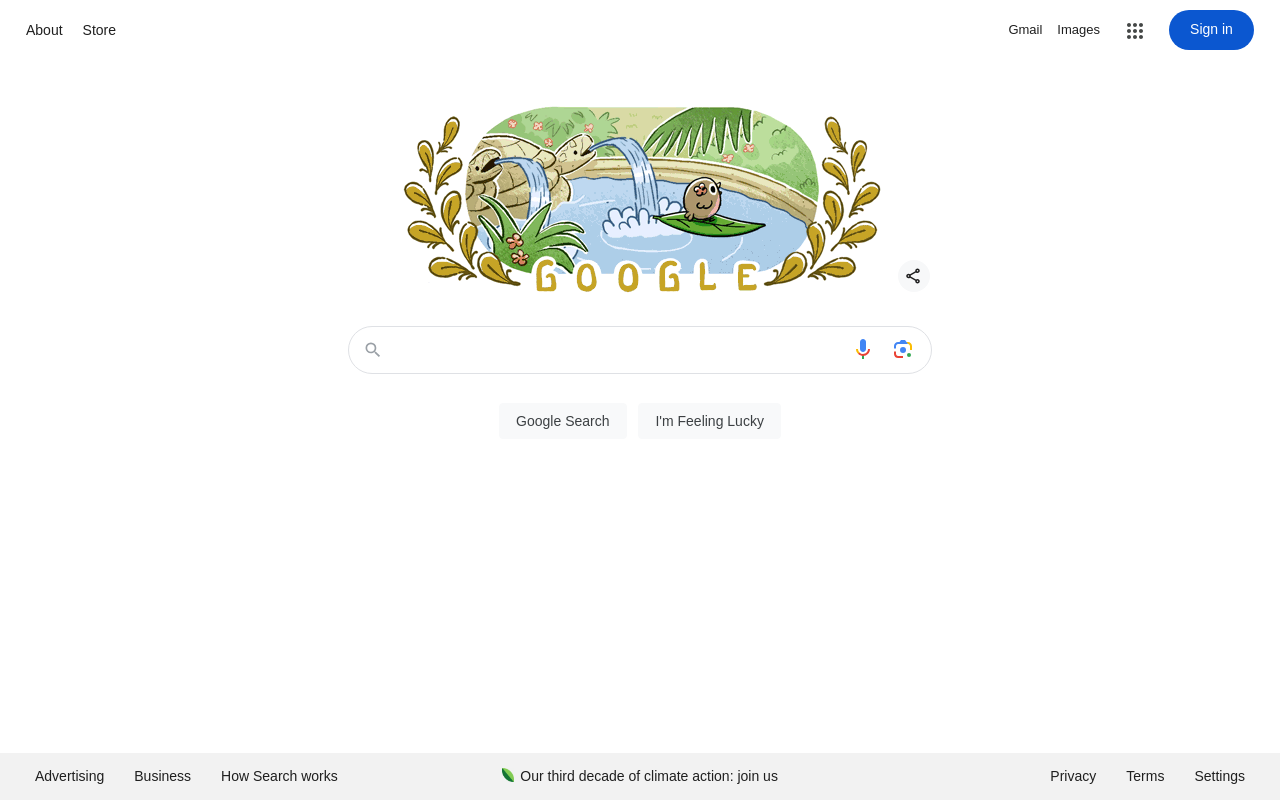 About Store Gmail Images Sign in
GOOGLE
Google Search I'm Feeling Lucky
Advertising Business How Search works Our third decade of climate action: join us Privacy Terms Settings